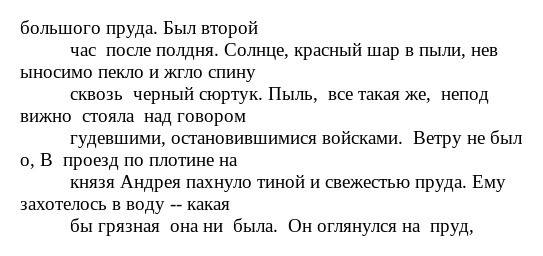 большого пруда. Был второй
час  после полдня. Солнце, красный шар в пыли, нев
ыносимо пекло и жгло спину
сквозь  черный сюртук. Пыль,  все такая же,  непод
вижно  стояла  над говором
гудевшими, остановившимися войсками.  Ветру не был
о, В  проезд по плотине на
князя Андрея пахнуло тиной и свежестью пруда. Ему
захотелось в воду -- какая
бы грязная  она ни  была.  Он оглянулся на  пруд,